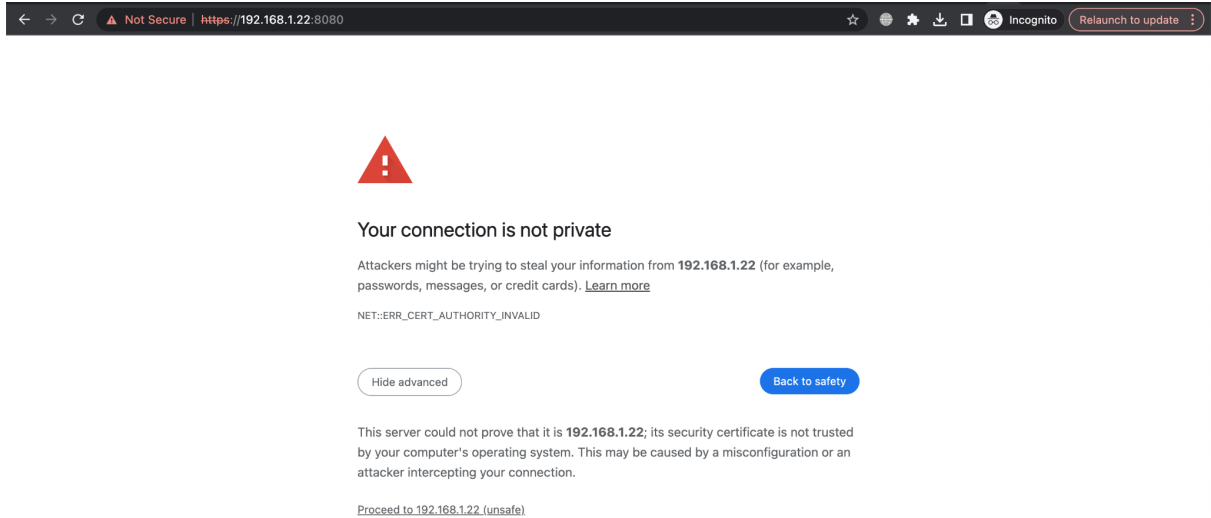 Not Secure | https://192.168.1.22:8080 Incognito Relaunch to update
Your connection is not private
Attackers might be trying to steal your information from 192.168.1.22 (for example,
passwords, messages, or credit cards). Learn more
NET::ERR_CERT_AUTHORITY_INVALID
Hide advanced Back to safety
This server could not prove that it is 192.168.1.22; its security certificate is not trusted
by your computer's operating system. This may be caused by a misconfiguration or an
attacker intercepting your connection.
Proceed to 192.168.1.22 (unsafe)